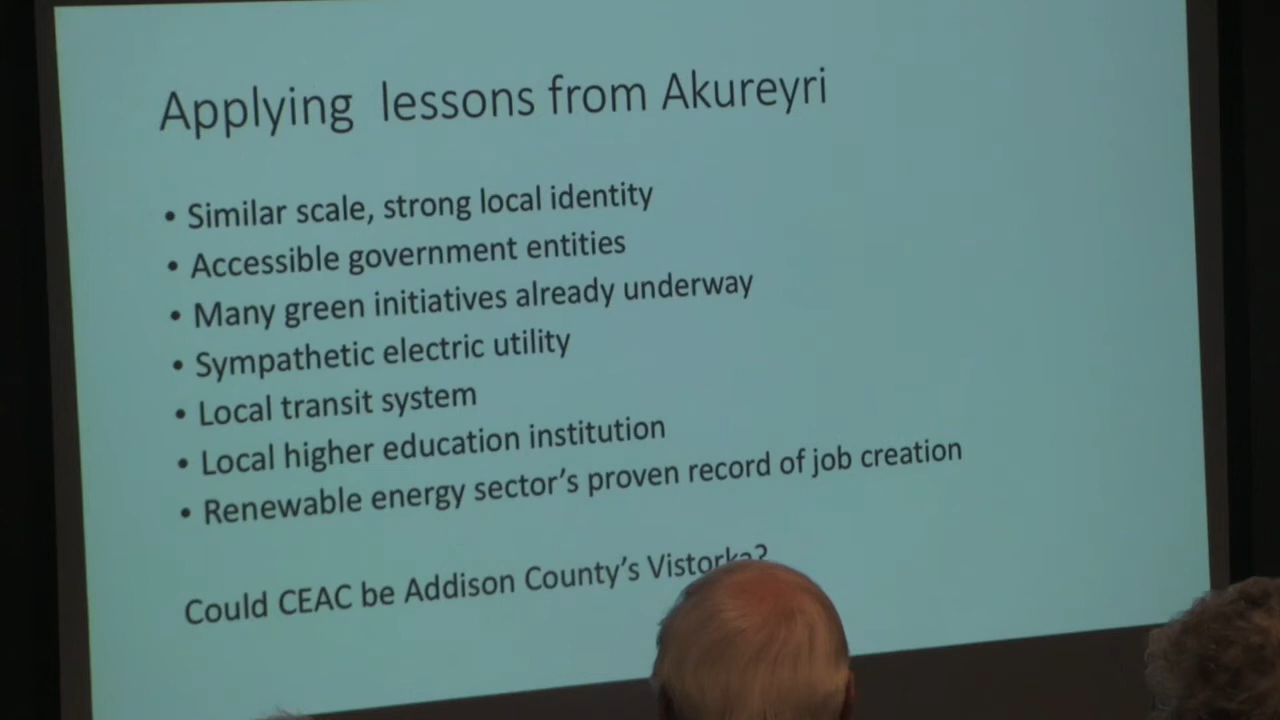 Applying lessons from Akureyri
• Similar scale, strong local identity
• Accessible government entities
• Many green initiatives already underway
• Sympathetic electric utility
• Local transit system
• Local higher education institution
• Renewable energy sector's proven record of job creation
Could CEAC be Addison County's Vistorka?